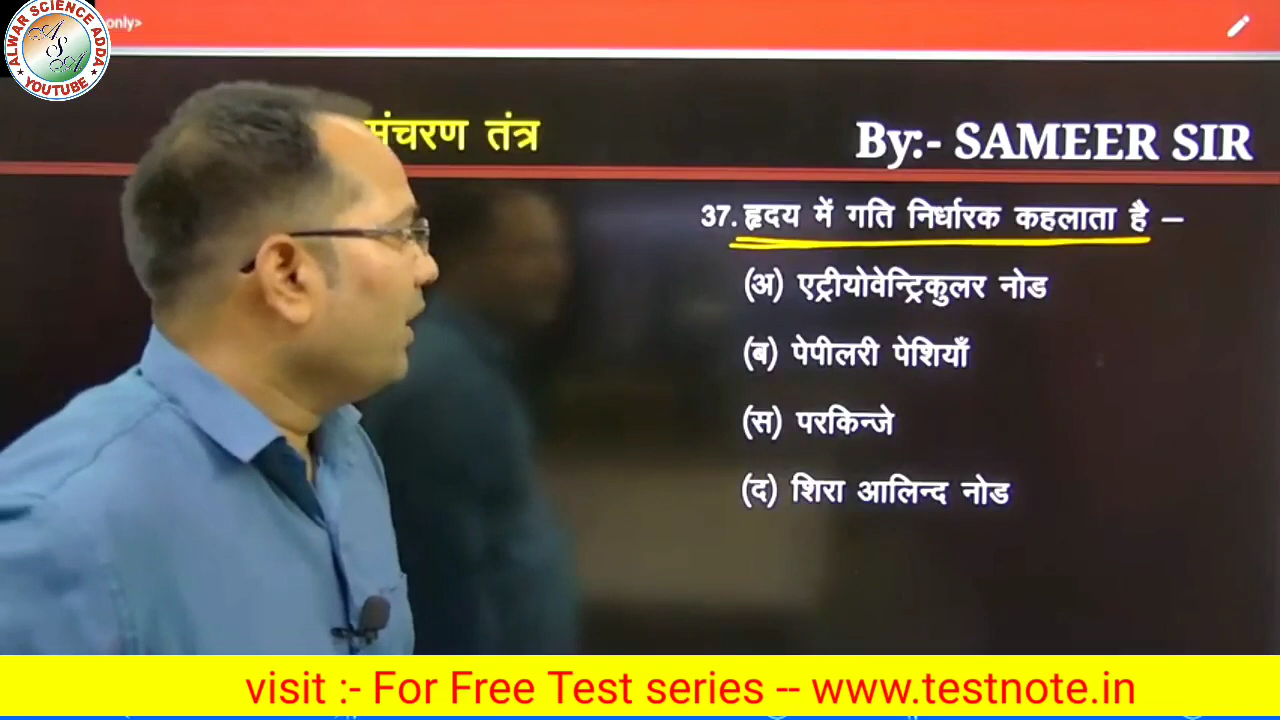 ALWAR SCIENCE ADDA
ASA
YOUTUBE
only>
संचरण तंत्र
By:- SAMEER SIR
37. हृदय में गति निर्धारक कहलाता है –
(अ) एट्रीयोवेन्ट्रिकुलर नोड
(ब) पेपीलरी पेशियाँ
(स) परकिन्जे
(द) शिरा आलिन्द नोड
visit :- For Free Test series -- www.testnote.in